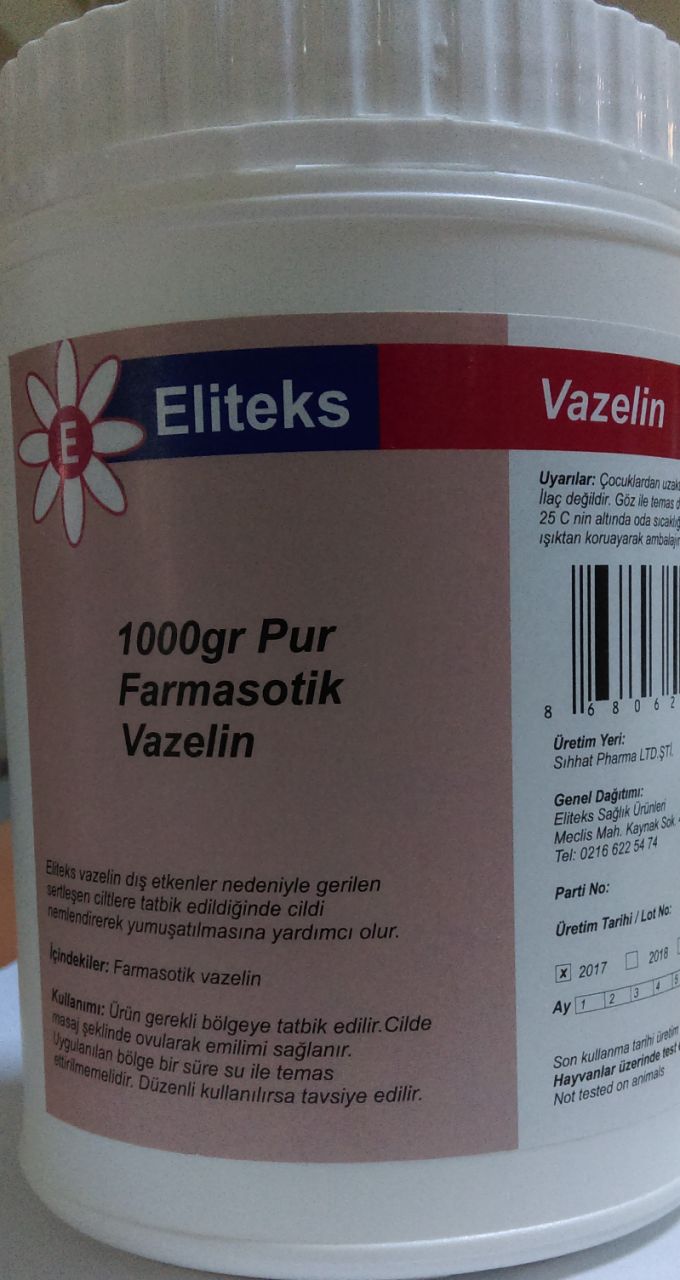 E
Eliteks
Vazelin
1000gr Pur
Farmasotik
Vazelin
Eliteks vazelin dış etkenler nedeniyle gerilen
sertleşen ciltlere tatbik edildiğinde cildi
nemlendirerek yumuşatılmasına yardımcı olur.
İçindekiler: Farmasotik vazelin
Kullanımı: Ürün gerekli bölgeye tatbik edilir.Cilde
masaj şeklinde ovularak emilimi sağlanır.
Uygulanılan bölge bir süre su ile temas
ettirilmemelidir. Düzenli kullanılırsa tavsiye edilir.
Uyarılar: Çocuklardan
İlaç değildir. Göz ile temas
25 C nin altında oda
ışıktan koruayarak
8 68062
Üretim Yeri:
Sıhhat Pharma LTD.ŞTİ.
Genel Dağıtımı:
Eliteks Sağlık Ürünleri
Meclis Mah. Kaynak Sok.
Tel: 0216 622 54 74
Parti No:
Üretim Tarihi / Lot No:
x 2017 2018
Ay 1 2 3 4 5
Son kullanma tarihi üretim
Hayvanlar üzerinde test
Not tested on animals